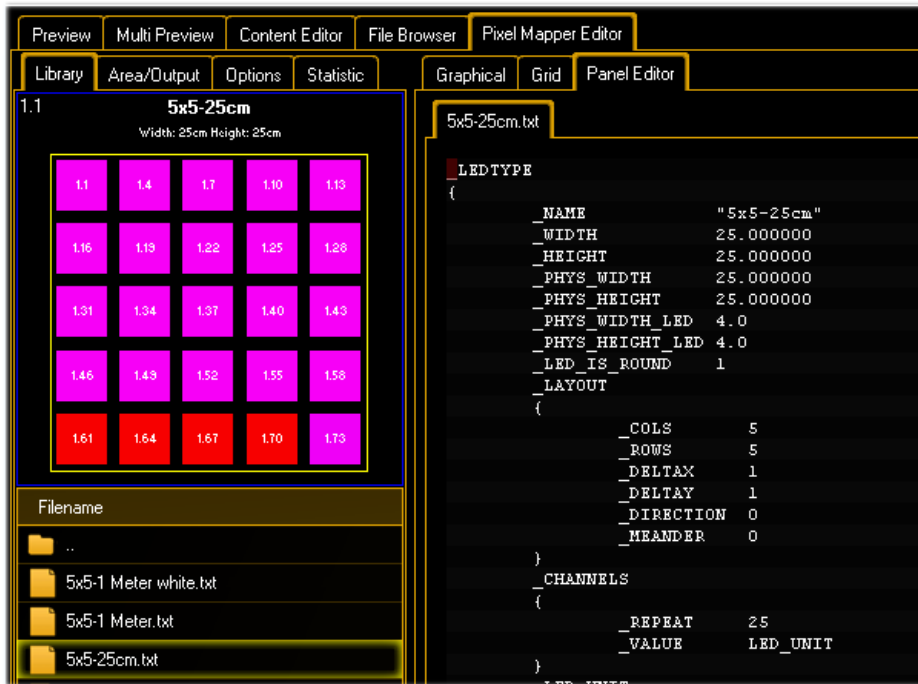 Preview Multi Preview Content Editor File Browser Pixel Mapper Editor
Library Area/Output Options Statistic
Graphical Grid Panel Editor
1.1 5x5-25cm
Width: 25cm Height: 25cm
1.1 1.4 1.7 1.10 1.13
1.16 1.19 1.22 1.25 1.28
1.31 1.34 1.37 1.40 1.43
1.46 1.49 1.52 1.55 1.58
1.61 1.64 1.67 1.70 1.73
Filename
..
5x5-1 Meter white.txt
5x5-1 Meter.txt
5x5-25cm.txt
5x5-25cm.txt
_LEDTYPE
{
_NAME "5x5-25cm"
_WIDTH 25.000000
_HEIGHT 25.000000
_PHYS_WIDTH 25.000000
_PHYS_HEIGHT 25.000000
_PHYS_WIDTH_LED 4.0
_PHYS_HEIGHT_LED 4.0
_LED_IS_ROUND 1
_LAYOUT
{
_COLS 5
_ROWS 5
_DELTAX 1
_DELTAY 1
_DIRECTION 0
_MEANDER 0
}
_CHANNELS
{
_REPEAT 25
_VALUE LED_UNIT
}